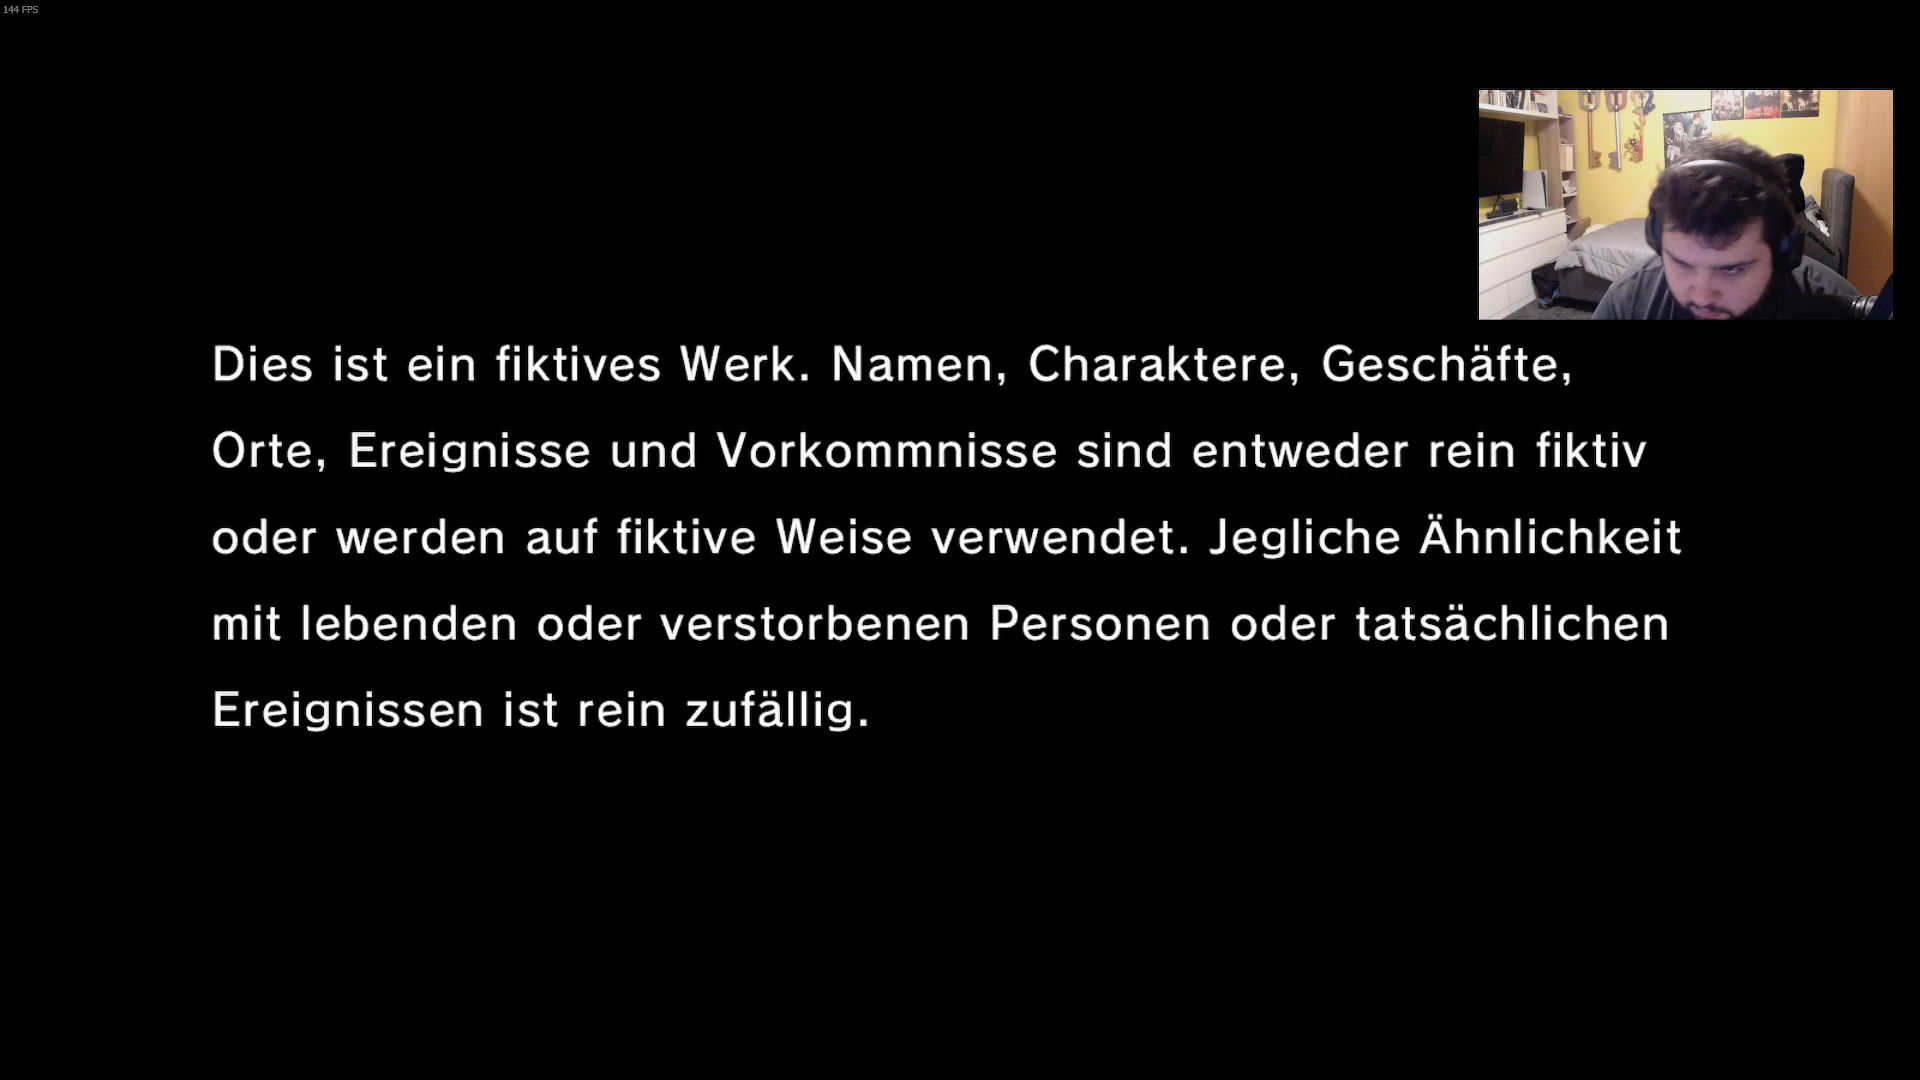 144 FPS
Dies ist ein fiktives Werk. Namen, Charaktere, Geschäfte,
Orte, Ereignisse und Vorkommnisse sind entweder rein fiktiv
oder werden auf fiktive Weise verwendet. Jegliche Ähnlichkeit
mit lebenden oder verstorbenen Personen oder tatsächlichen
Ereignissen ist rein zufällig.